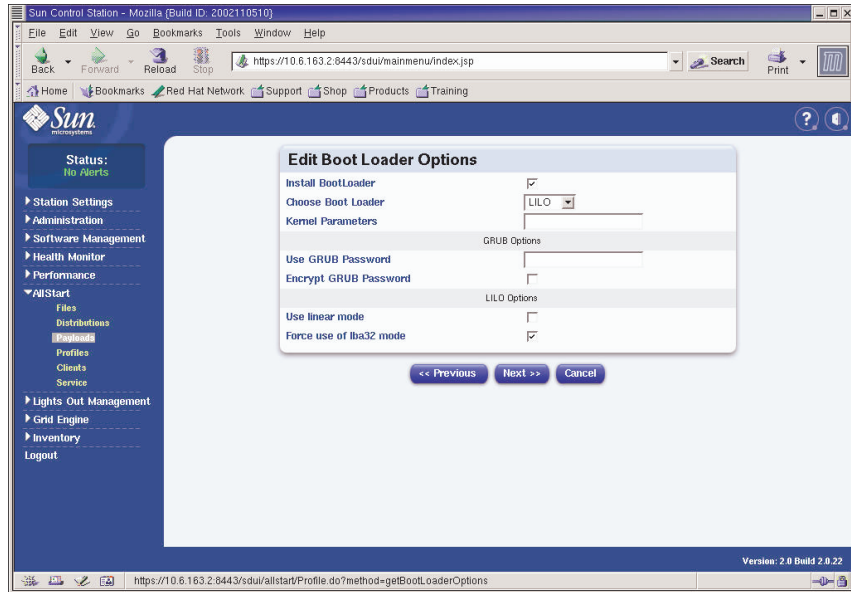 Sun Control Station - Mozilla {Build ID: 2002110510}
File Edit View Go Bookmarks Tools Window Help
Back Forward Reload Stop https://10.6.163.2:8443/sdui/mainmenu/index.jsp Search Print
Home Bookmarks Red Hat Network Support Shop Products Training
Sun
microsystems
Status:
No Alerts
Station Settings
Administration
Software Management
Health Monitor
Performance
AllStart
Files
Distributions
Payloads
Profiles
Clients
Service
Lights Out Management
Grid Engine
Inventory
Logout
Edit Boot Loader Options
Install BootLoader
Choose Boot Loader LILO
Kernel Parameters
GRUB Options
Use GRUB Password
Encrypt GRUB Password
LILO Options
Use linear mode
Force use of lba32 mode
<< Previous Next >> Cancel
Version: 2.0 Build 2.0.22
https://10.6.163.2:8443/sdui/allstart/Profile.do?method=getBootLoaderOptions